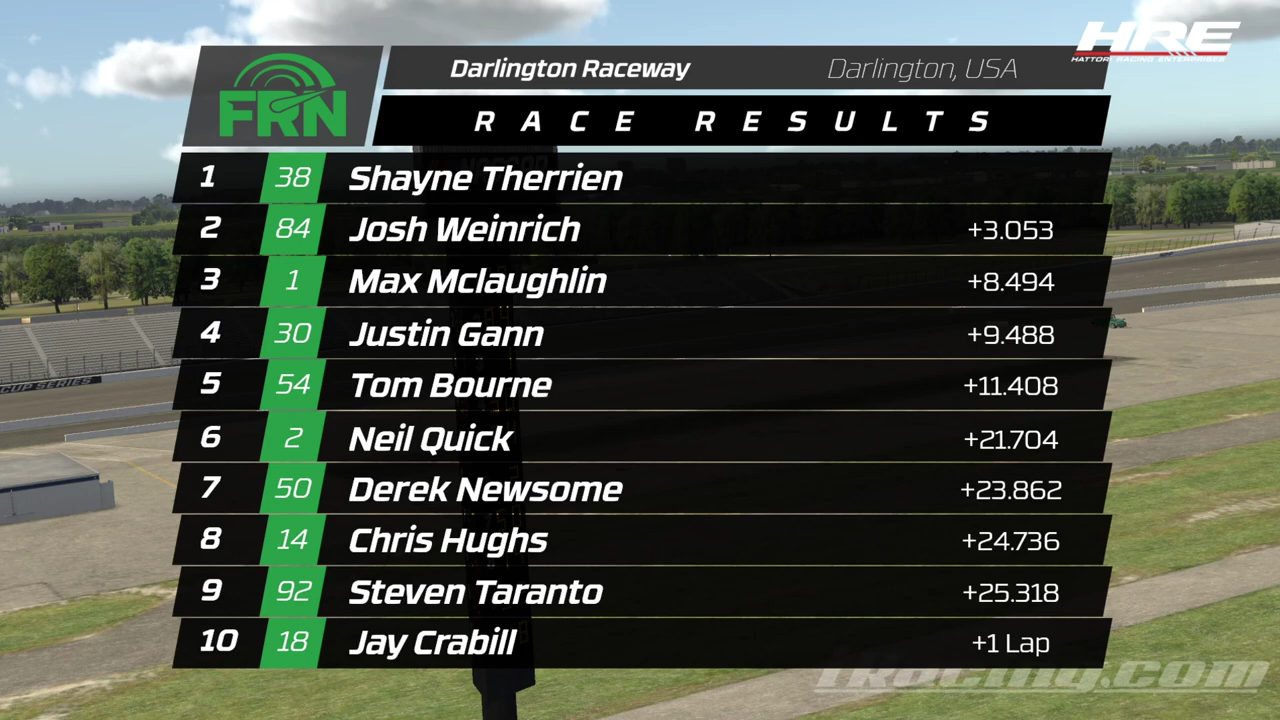 HRE
HATTORI RACING ENTERPRISES
FRN
Darlington Raceway Darlington, USA
RACE RESULTS
1 38 Shayne Therrien
2 84 Josh Weinrich +3.053
3 1 Max Mclaughlin +8.494
4 30 Justin Gann +9.488
5 54 Tom Bourne +11.408
6 2 Neil Quick +21.704
7 50 Derek Newsome +23.862
8 14 Chris Hughs +24.736
9 92 Steven Taranto +25.318
10 18 Jay Crabill +1 Lap
CUP SERIES
iRacing.com